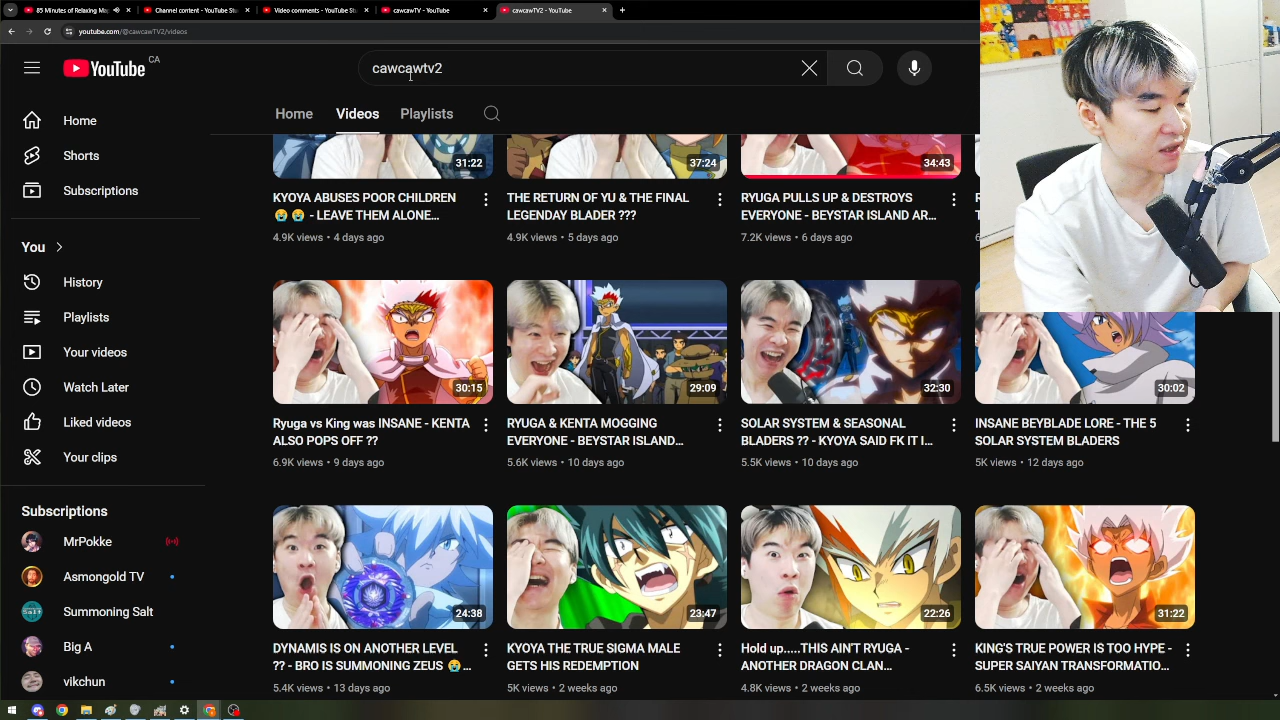 85 Minutes of Relaxing Ma
Channel content - YouTube Stu
Video comments - YouTube Stu
cawcawTV - YouTube
cawcawTV2 - YouTube
youtube.com/@cawcawTV2/videos
YouTube CA
cawcawtv2
Home
Videos
Playlists
Home
Shorts
Subscriptions
You
History
Playlists
Your videos
Watch Later
Liked videos
Your clips
Subscriptions
MrPokke
Asmongold TV
Summoning Salt
Big A
vikchun
31:22
37:24
34:43
KYOYA ABUSES POOR CHILDREN
😭 😭 - LEAVE THEM ALONE...
4.9K views • 4 days ago
THE RETURN OF YU & THE FINAL
LEGENDAY BLADER ???
4.9K views • 5 days ago
RYUGA PULLS UP & DESTROYS
EVERYONE - BEYSTAR ISLAND AR...
7.2K views • 6 days ago
30:15
29:09
32:30
30:02
Ryuga vs King was INSANE - KENTA
ALSO POPS OFF ??
6.9K views • 9 days ago
RYUGA & KENTA MOGGING
EVERYONE - BEYSTAR ISLAND...
5.6K views • 10 days ago
SOLAR SYSTEM & SEASONAL
BLADERS ?? - KYOYA SAID FK IT I...
5.5K views • 10 days ago
INSANE BEYBLADE LORE - THE 5
SOLAR SYSTEM BLADERS
5K views • 12 days ago
24:38
23:47
22:26
31:22
DYNAMIS IS ON ANOTHER LEVEL
?? - BRO IS SUMMONING ZEUS 😭...
5.4K views • 13 days ago
KYOYA THE TRUE SIGMA MALE
GETS HIS REDEMPTION
5K views • 2 weeks ago
Hold up.....THIS AIN'T RYUGA -
ANOTHER DRAGON CLAN...
4.8K views • 2 weeks ago
KING'S TRUE POWER IS TOO HYPE -
SUPER SAIYAN TRANSFORMATIO...
6.5K views • 2 weeks ago